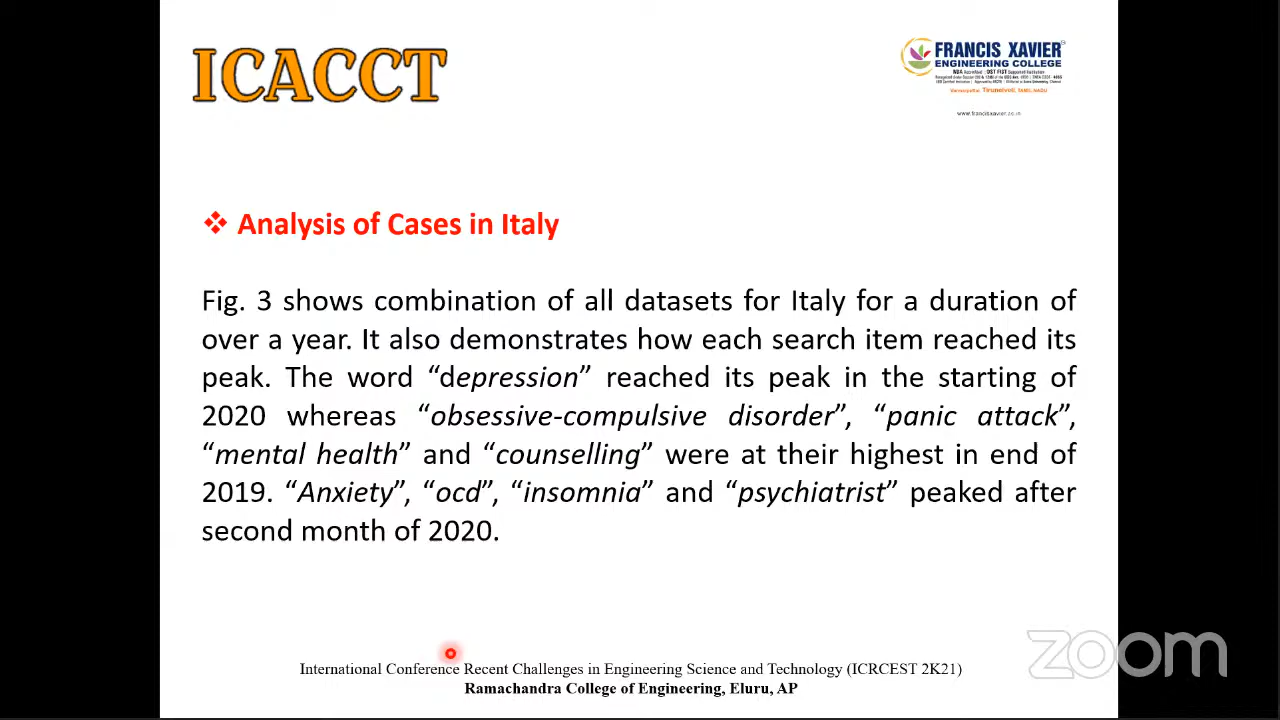 ICACCT
FRANCIS XAVIER
ENGINEERING COLLEGE
www.francisxavier.ac.in
❖ Analysis of Cases in Italy
Fig. 3 shows combination of all datasets for Italy for a duration of
over a year. It also demonstrates how each search item reached its
peak. The word “depression” reached its peak in the starting of
2020 whereas “obsessive-compulsive disorder”, “panic attack”,
“mental health” and “counselling” were at their highest in end of
2019. “Anxiety”, “ocd”, “insomnia” and “psychiatrist” peaked after
second month of 2020.
zoom
International Conference Recent Challenges in Engineering Science and Technology (ICRCEST 2K21)
Ramachandra College of Engineering, Eluru, AP